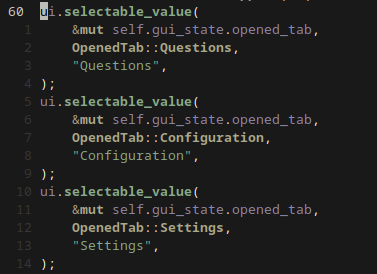 60 ui.selectable_value(
1 &mut self.gui_state.opened_tab,
2 OpenedTab::Questions,
3 "Questions",
4 );
5 ui.selectable_value(
6 &mut self.gui_state.opened_tab,
7 OpenedTab::Configuration,
8 "Configuration",
9 );
10 ui.selectable_value(
11 &mut self.gui_state.opened_tab,
12 OpenedTab::Settings,
13 "Settings",
14 );